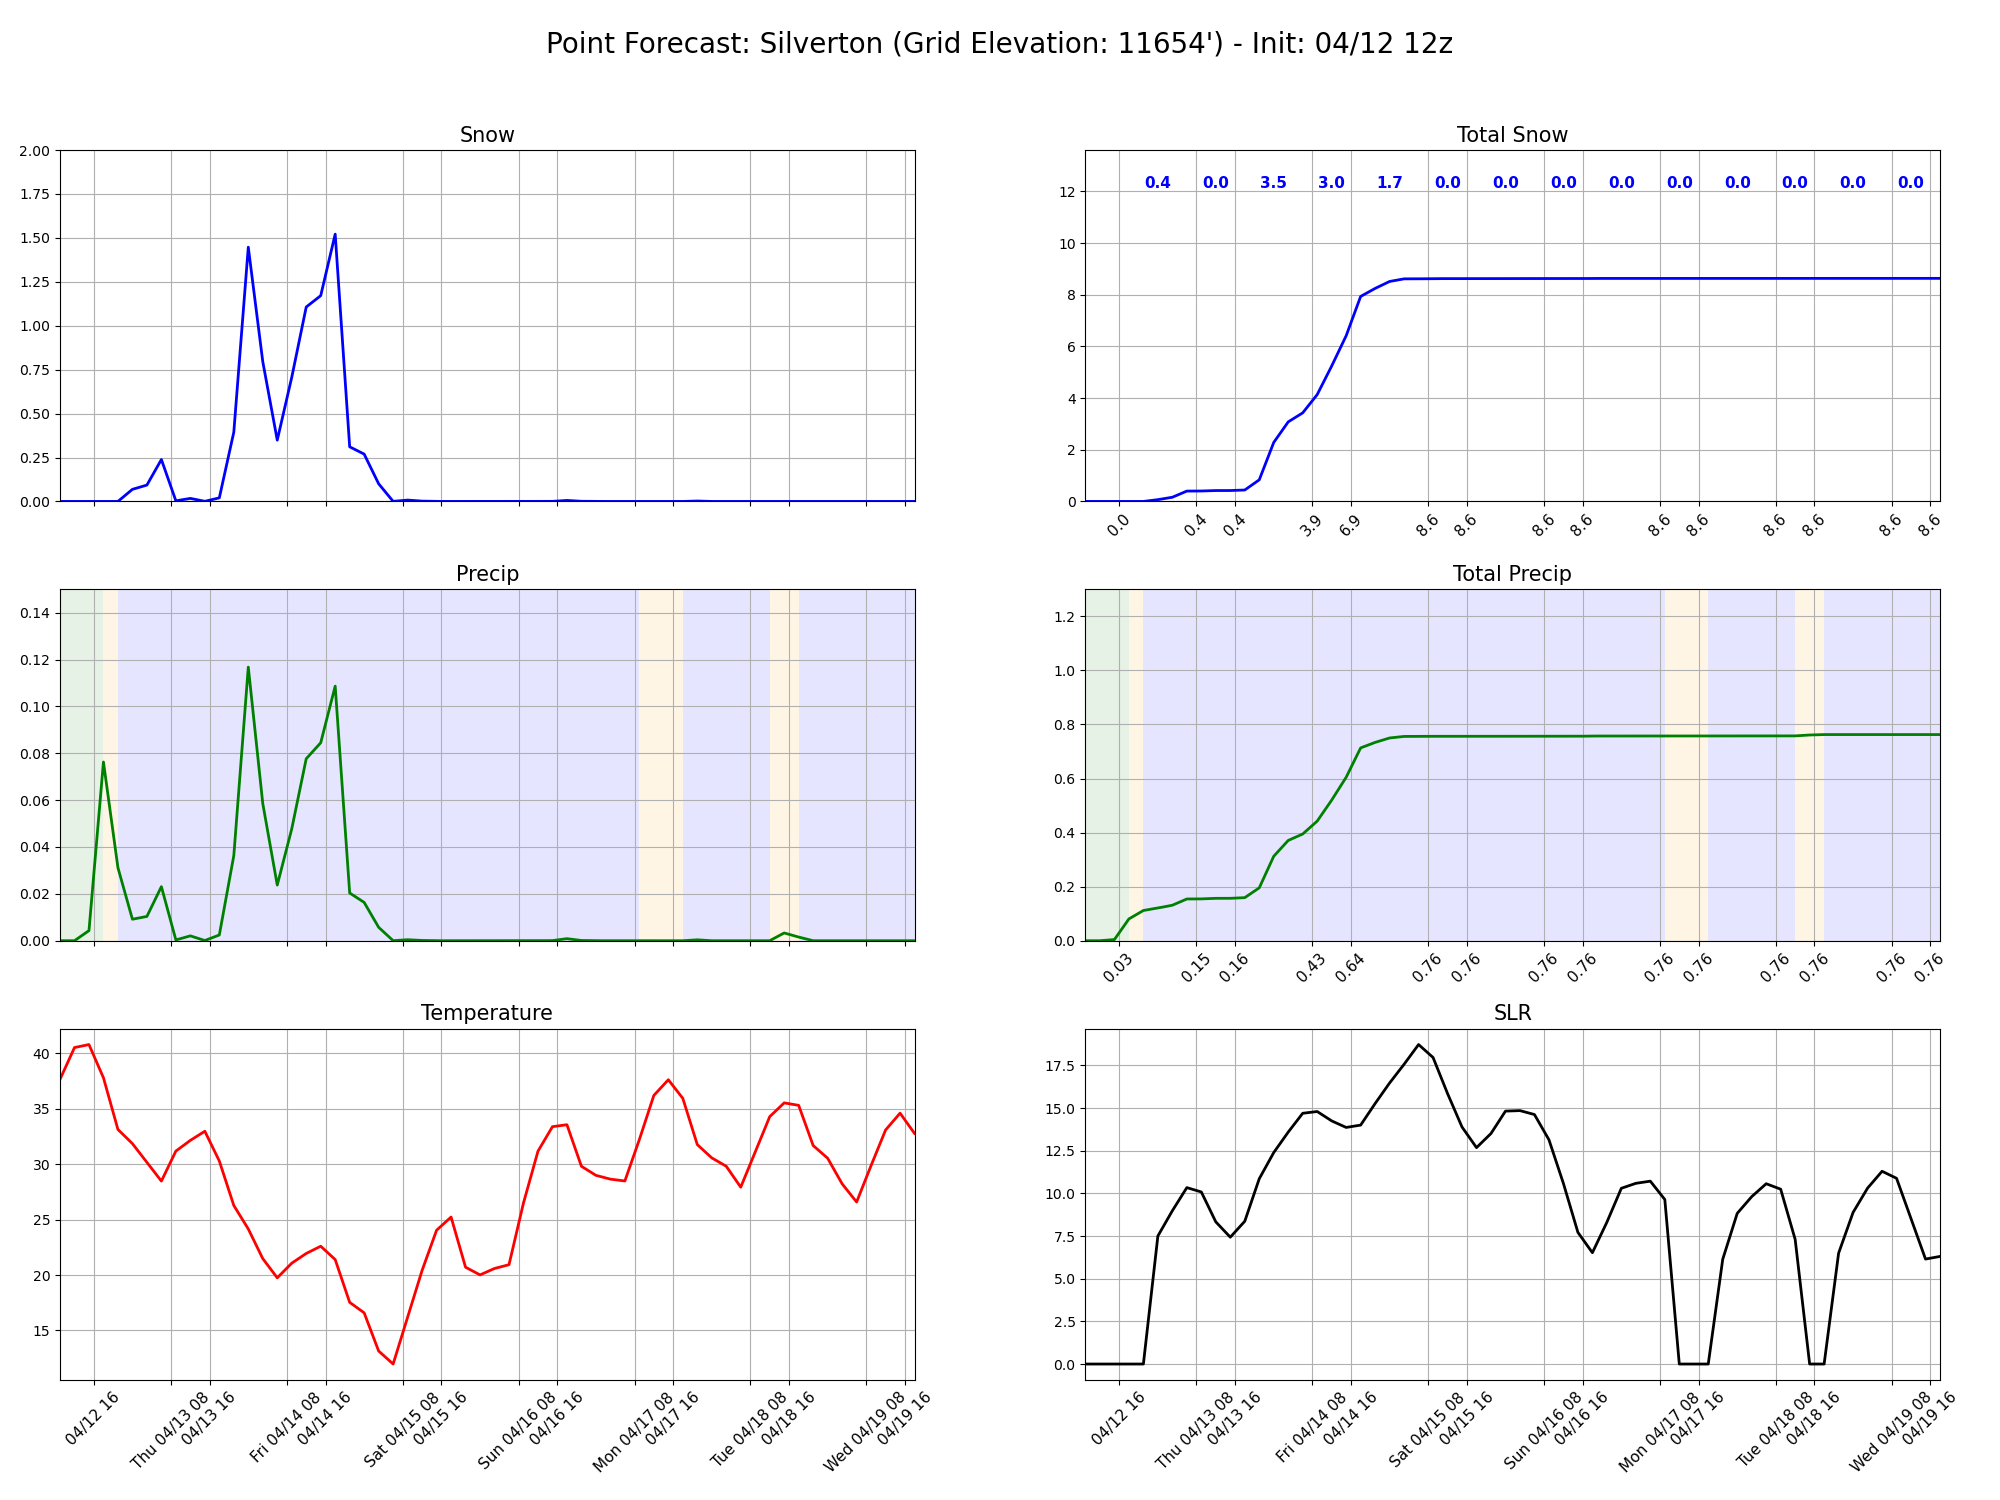 Point Forecast: Silverton (Grid Elevation: 11654') - Init: 04/12 12z
Snow
2.00
1.75
1.50
1.25
1.00
0.75
0.50
0.25
0.00
Total Snow
0.4 0.0 3.5 3.0 1.7 0.0 0.0 0.0 0.0 0.0 0.0 0.0 0.0 0.0
12
10
8
6
4
2
0
0.0 0.4 0.4 3.9 6.9 8.6 8.6 8.6 8.6 8.6 8.6 8.6 8.6 8.6 8.6
Precip
0.14
0.12
0.10
0.08
0.06
0.04
0.02
0.00
Total Precip
1.2
1.0
0.8
0.6
0.4
0.2
0.0
0.03 0.15 0.16 0.43 0.64 0.76 0.76 0.76 0.76 0.76 0.76 0.76 0.76 0.76 0.76
Temperature
40
35
30
25
20
15
04/12 16
Thu 04/13 08
04/13 16
Fri 04/14 08
04/14 16
Sat 04/15 08
04/15 16
Sun 04/16 08
04/16 16
Mon 04/17 08
04/17 16
Tue 04/18 08
04/18 16
Wed 04/19 08
04/19 16
SLR
17.5
15.0
12.5
10.0
7.5
5.0
2.5
0.0
04/12 16
Thu 04/13 08
04/13 16
Fri 04/14 08
04/14 16
Sat 04/15 08
04/15 16
Sun 04/16 08
04/16 16
Mon 04/17 08
04/17 16
Tue 04/18 08
04/18 16
Wed 04/19 08
04/19 16